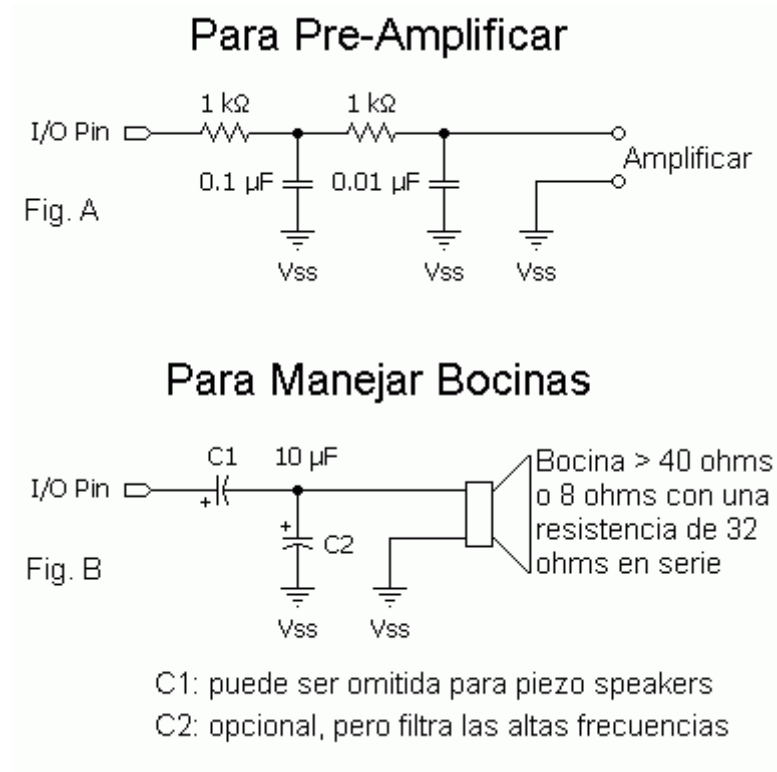 Para Pre-Amplificar
1 kΩ 1 kΩ
I/O Pin
Amplificar
0.1 µF 0.01 µF
Fig. A
Vss Vss Vss
Para Manejar Bocinas
C1 10 µF
I/O Pin
Bocina > 40 ohms
o 8 ohms con una
resistencia de 32
ohms en serie
+
+
C2
Fig. B
Vss Vss
C1: puede ser omitida para piezo speakers
C2: opcional, pero filtra las altas frecuencias